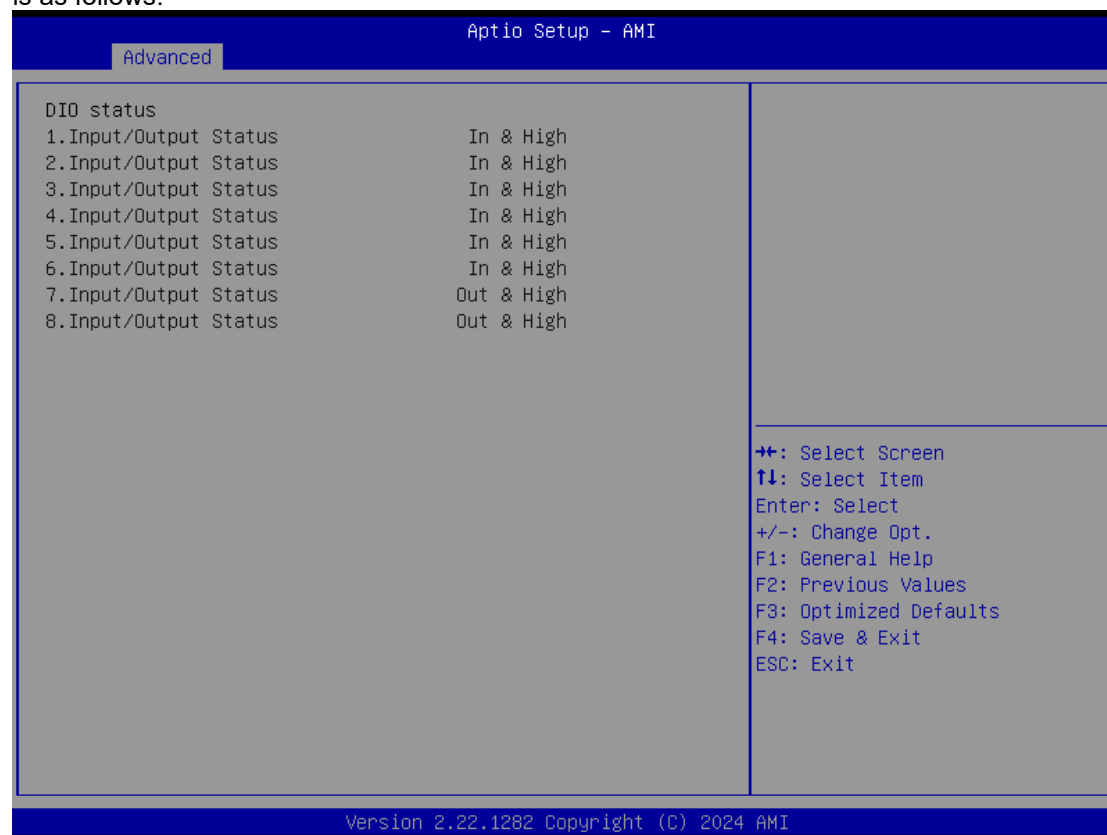 is as follows:
Aptio Setup - AMI
Advanced
DIO status
1.Input/Output Status In & High
2.Input/Output Status In & High
3.Input/Output Status In & High
4.Input/Output Status In & High
5.Input/Output Status In & High
6.Input/Output Status In & High
7.Input/Output Status Out & High
8.Input/Output Status Out & High
→←: Select Screen
↑↓: Select Item
Enter: Select
+/-: Change Opt.
F1: General Help
F2: Previous Values
F3: Optimized Defaults
F4: Save & Exit
ESC: Exit
Version 2.22.1282 Copyright (C) 2024 AMI